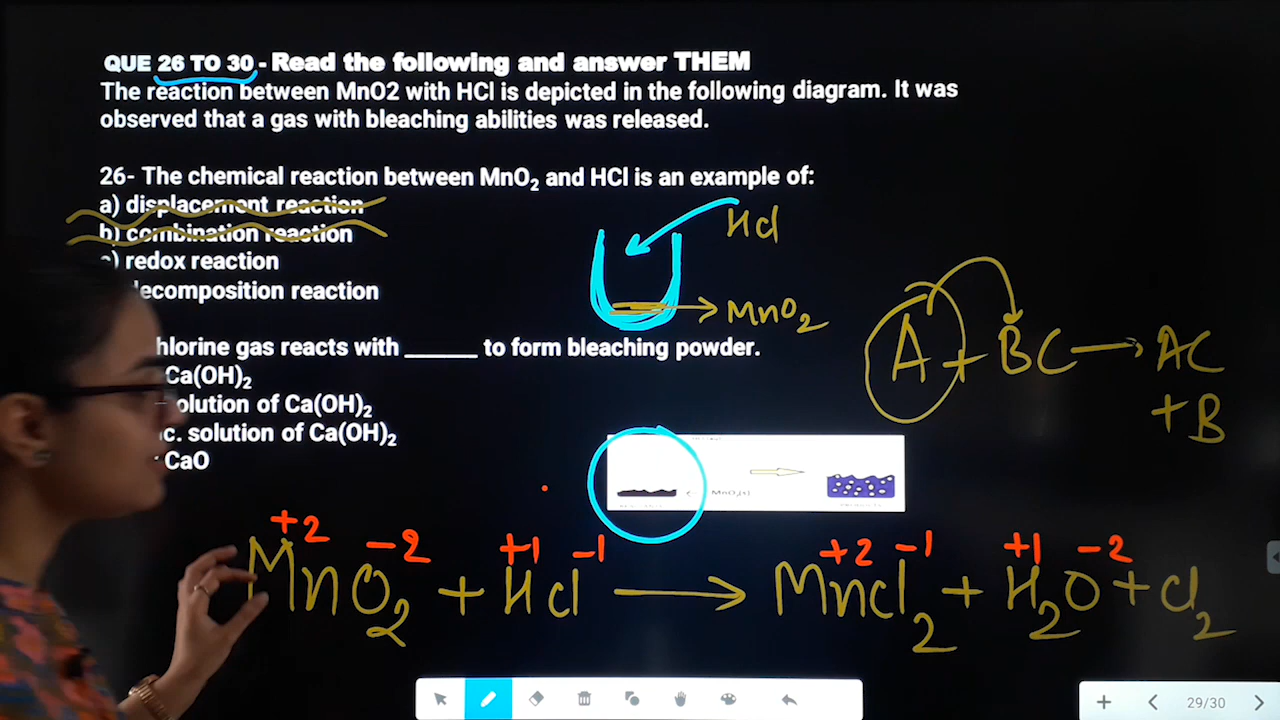 QUE 26 TO 30 - Read the following and answer THEM
The reaction between MnO2 with HCl is depicted in the following diagram. It was
observed that a gas with bleaching abilities was released.
26- The chemical reaction between MnO₂ and HCl is an example of:
a) displacement reaction
b) combination reaction
) redox reaction
ecomposition reaction
HCl
MnO₂
A + BC → AC
+ B
hlorine gas reacts with ______ to form bleaching powder.
Ca(OH)₂
olution of Ca(OH)₂
c. solution of Ca(OH)₂
CaO
MnO₂(s)
+2 -2 +1 -1 +2 -1 +1 -2
MnO₂ + HCl → MnCl₂ + H₂O + Cl₂
29/30